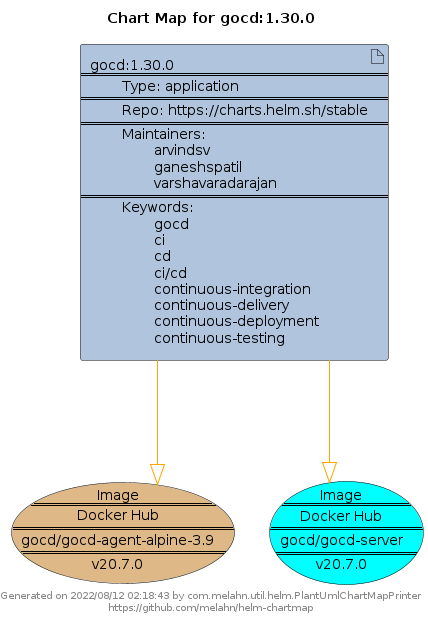 Chart Map for gocd:1.30.0
gocd:1.30.0
Type: application
Repo: https://charts.helm.sh/stable
Maintainers:
arvindsv
ganeshspatil
varshavaradarajan
Keywords:
gocd
ci
cd
ci/cd
continuous-integration
continuous-delivery
continuous-deployment
continuous-testing
Image
Docker Hub
gocd/gocd-agent-alpine-3.9
v20.7.0
Image
Docker Hub
gocd/gocd-server
v20.7.0
Generated on 2022/08/12 02:18:43 by com.melahn.util.helm.PlantUmlChartMapPrinter
https://github.com/melahn/helm-chartmap